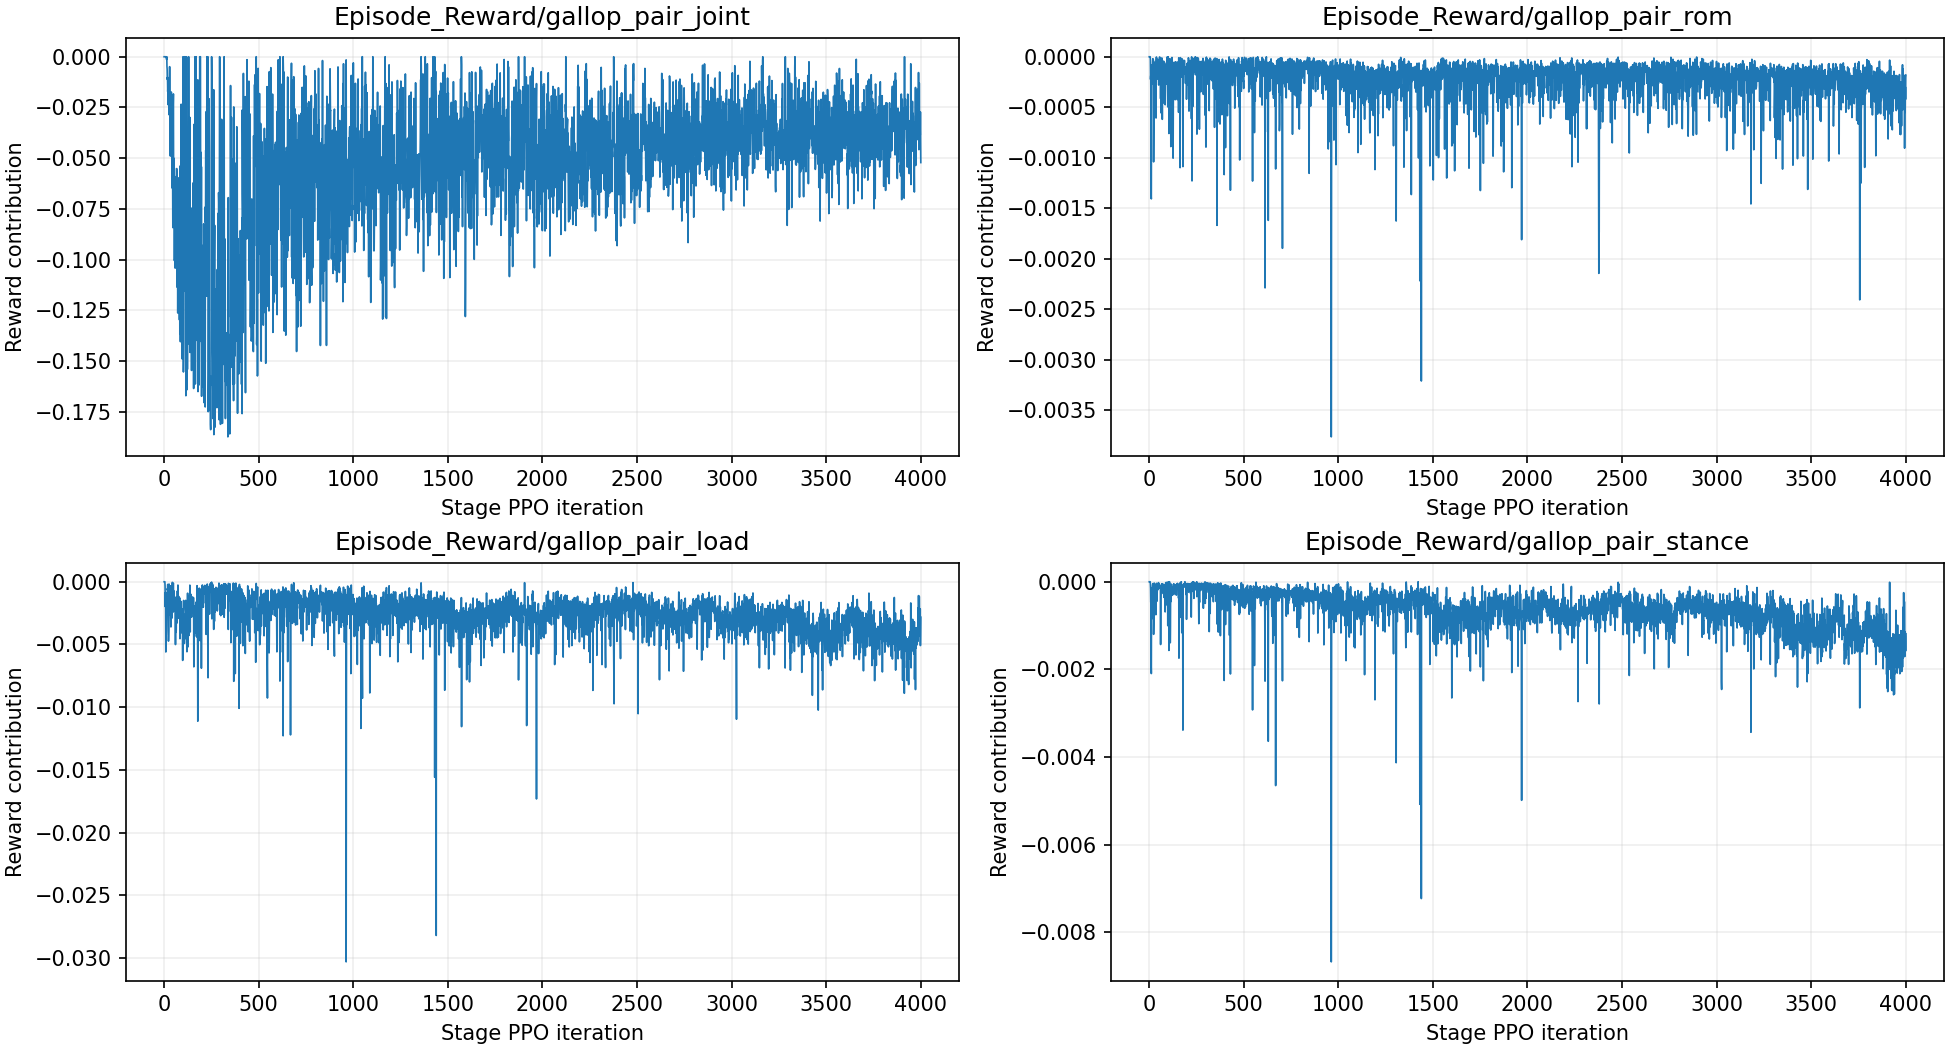 Episode_Reward/gallop_pair_joint
0.000
−0.025
−0.050
−0.075
−0.100
−0.125
−0.150
−0.175
Reward contribution
0 500 1000 1500 2000 2500 3000 3500 4000
Stage PPO iteration
Episode_Reward/gallop_pair_rom
0.0000
−0.0005
−0.0010
−0.0015
−0.0020
−0.0025
−0.0030
−0.0035
Reward contribution
0 500 1000 1500 2000 2500 3000 3500 4000
Stage PPO iteration
Episode_Reward/gallop_pair_load
0.000
−0.005
−0.010
−0.015
−0.020
−0.025
−0.030
Reward contribution
0 500 1000 1500 2000 2500 3000 3500 4000
Stage PPO iteration
Episode_Reward/gallop_pair_stance
0.000
−0.002
−0.004
−0.006
−0.008
Reward contribution
0 500 1000 1500 2000 2500 3000 3500 4000
Stage PPO iteration